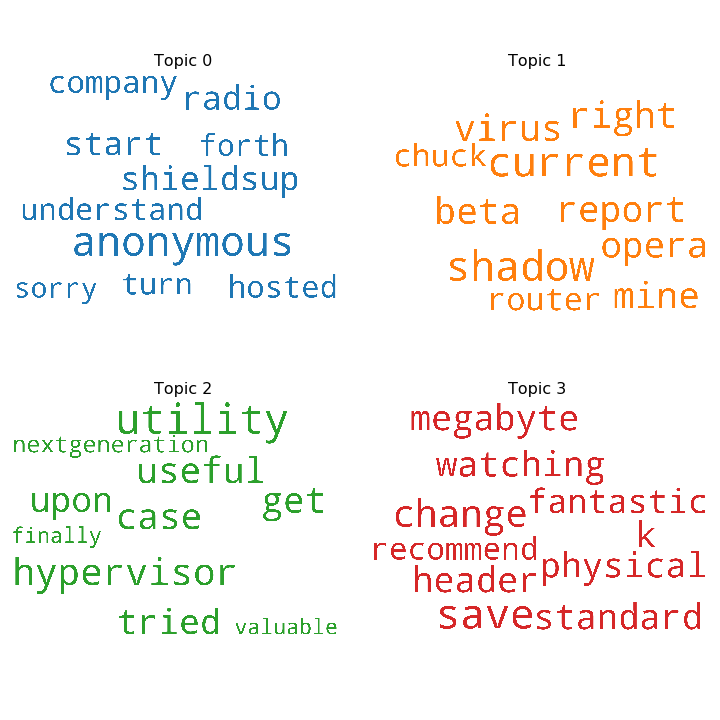 Topic 0
company
radio
start forth
shieldsup
understand
anonymous
sorry turn hosted
Topic 1
right
virus
chuck current
beta report
opera
shadow
router mine
Topic 2
utility
nextgeneration
useful
upon get
case
finally
hypervisor
tried valuable
Topic 3
megabyte
watching
fantastic
change
k
recommend
physical
header
save standard